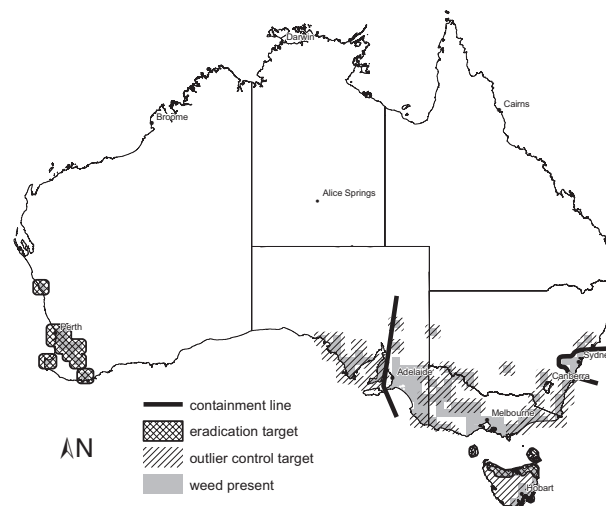 Darwin
Cairns
Broome
Alice Springs
Perth
Sydne
Adelaide
Canberra
Melbourne
Hobart
containment line
eradication target
outlier control target
weed present
N